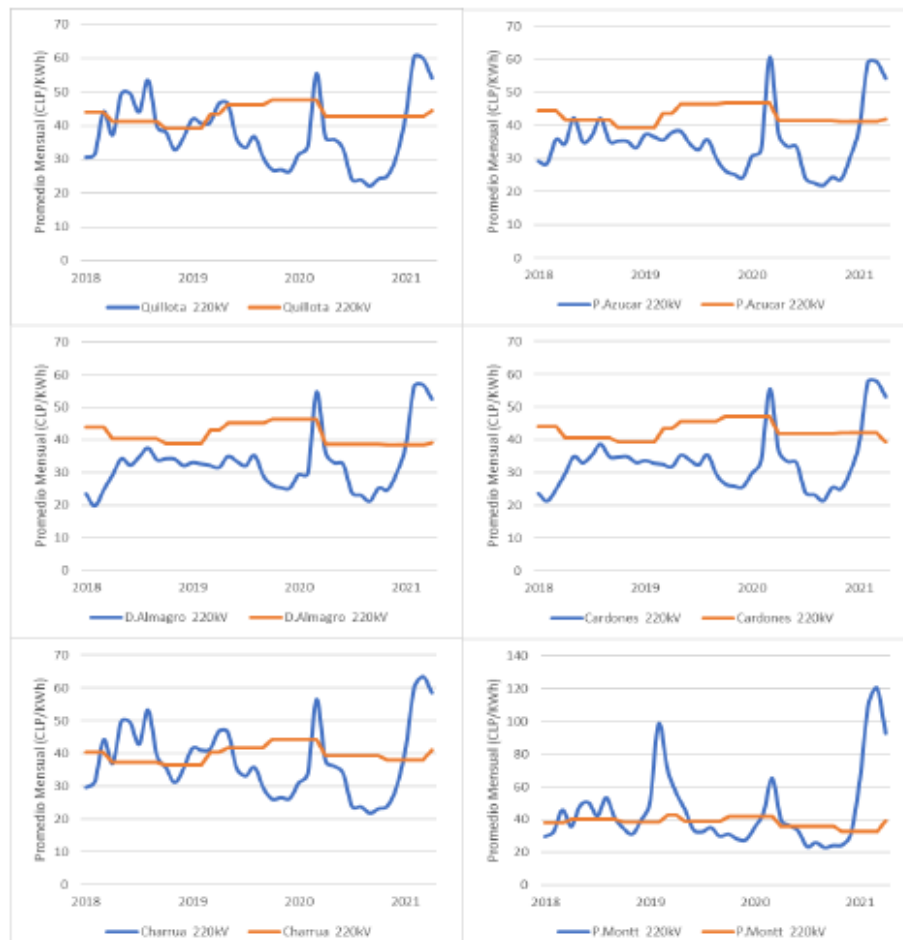 Promedio Mensual (CLP/KWh)
70
60
50
40
30
20
10
0
2018 2019 2020 2021
Quillota 220kV Quillota 220kV
Promedio Mensual (CLP/KWh)
70
60
50
40
30
20
10
0
2018 2019 2020 2021
P.Azucar 220kV P.Azucar 220kV
Promedio Mensual (CLP/KWh)
70
60
50
40
30
20
10
0
2018 2019 2020 2021
D.Almagro 220kV D.Almagro 220kV
Promedio Mensual (CLP/KWh)
70
60
50
40
30
20
10
0
2018 2019 2020 2021
Cardones 220kV Cardones 220kV
Promedio Mensual (CLP/KWh)
70
60
50
40
30
20
10
0
2018 2019 2020 2021
Charrua 220kV Charrua 220kV
Promedio Mensual (CLP/KWh)
140
120
100
80
60
40
20
0
2018 2019 2020 2021
P.Montt 220kV P.Montt 220kV